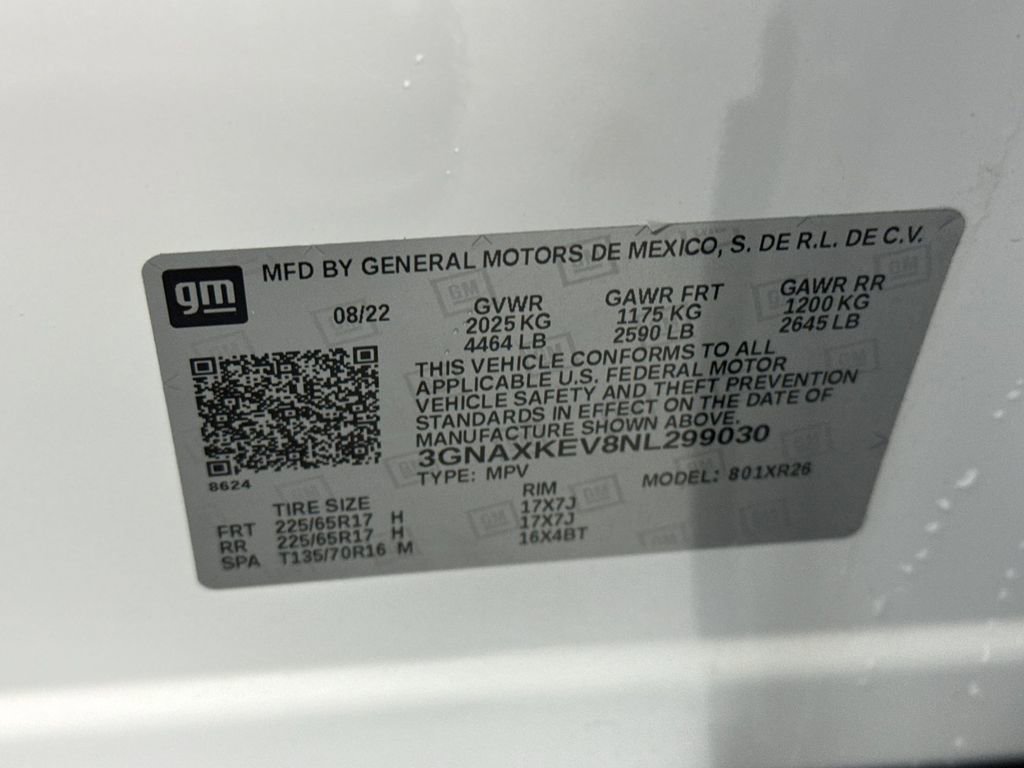 gm
MFD BY GENERAL MOTORS DE MEXICO, S. DE R.L. DE C.V.
08/22
GVWR
2025 KG
4464 LB
GAWR FRT
1175 KG
2590 LB
GAWR RR
1200 KG
2645 LB
THIS VEHICLE CONFORMS TO ALL
APPLICABLE U.S. FEDERAL MOTOR
VEHICLE SAFETY AND THEFT PREVENTION
STANDARDS IN EFFECT ON THE DATE OF
MANUFACTURE SHOWN ABOVE.
3GNAXKEV8NL299030
TYPE: MPV
MODEL: 801XR26
8624
TIRE SIZE RIM
FRT 225/65R17 H 17X7J
RR 225/65R17 H 17X7J
SPA T135/70R16 M 16X4BT